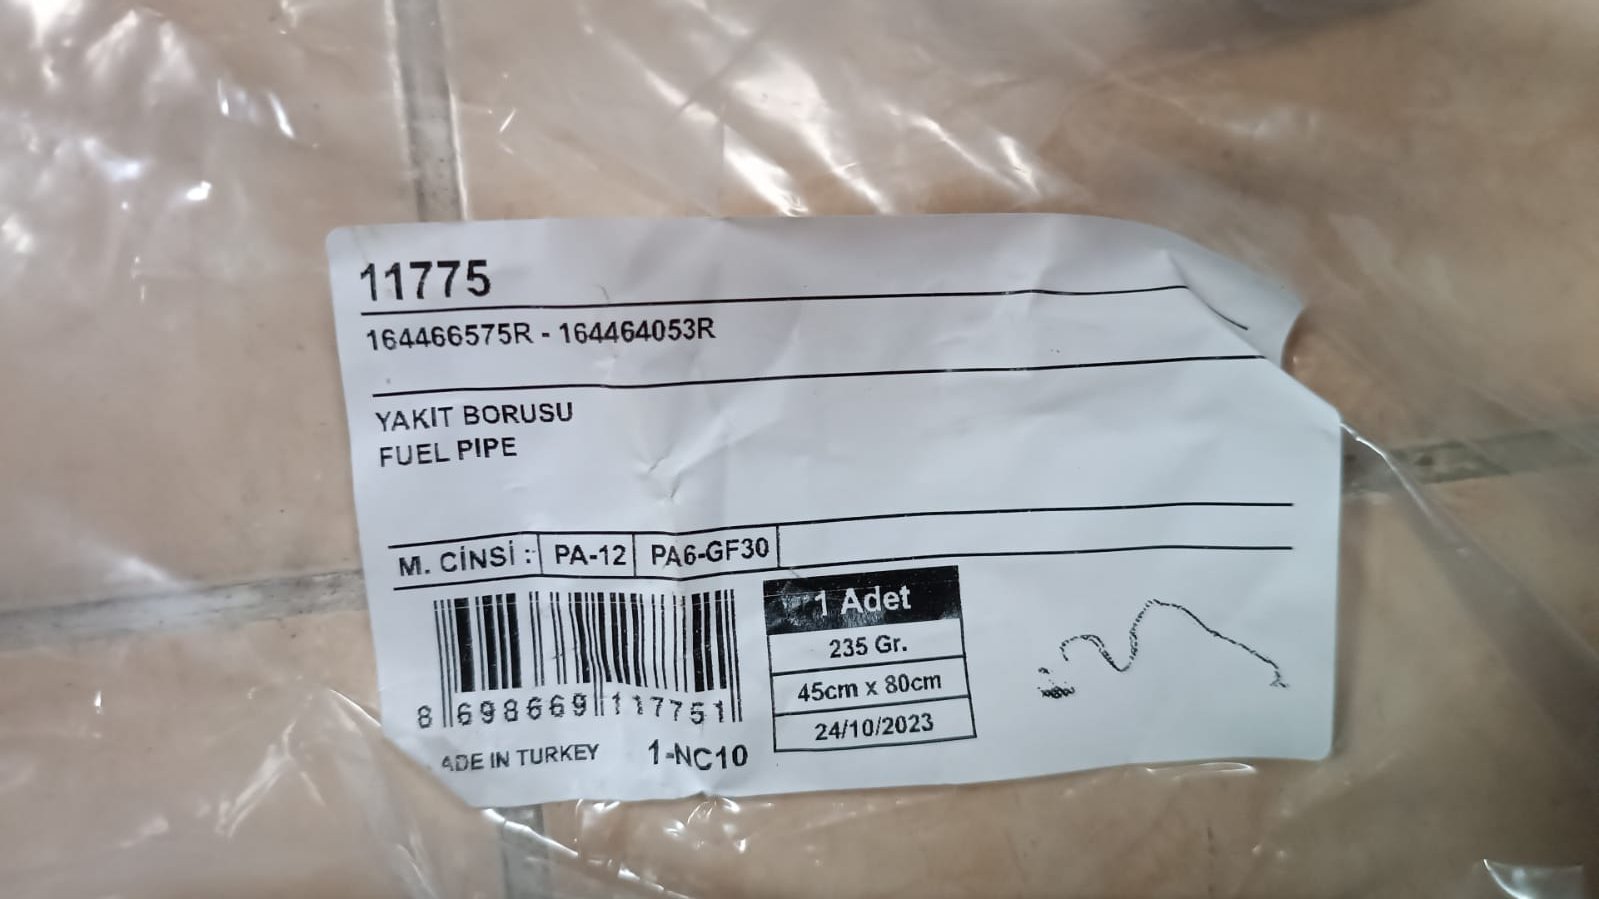 11775
164466575R - 164464053R
YAKIT BORUSU
FUEL PIPE
M. CİNSİ : PA-12 PA6-GF30
1 Adet
235 Gr.
45cm x 80cm
24/10/2023
8 698669 117751
ADE IN TURKEY 1-NC10